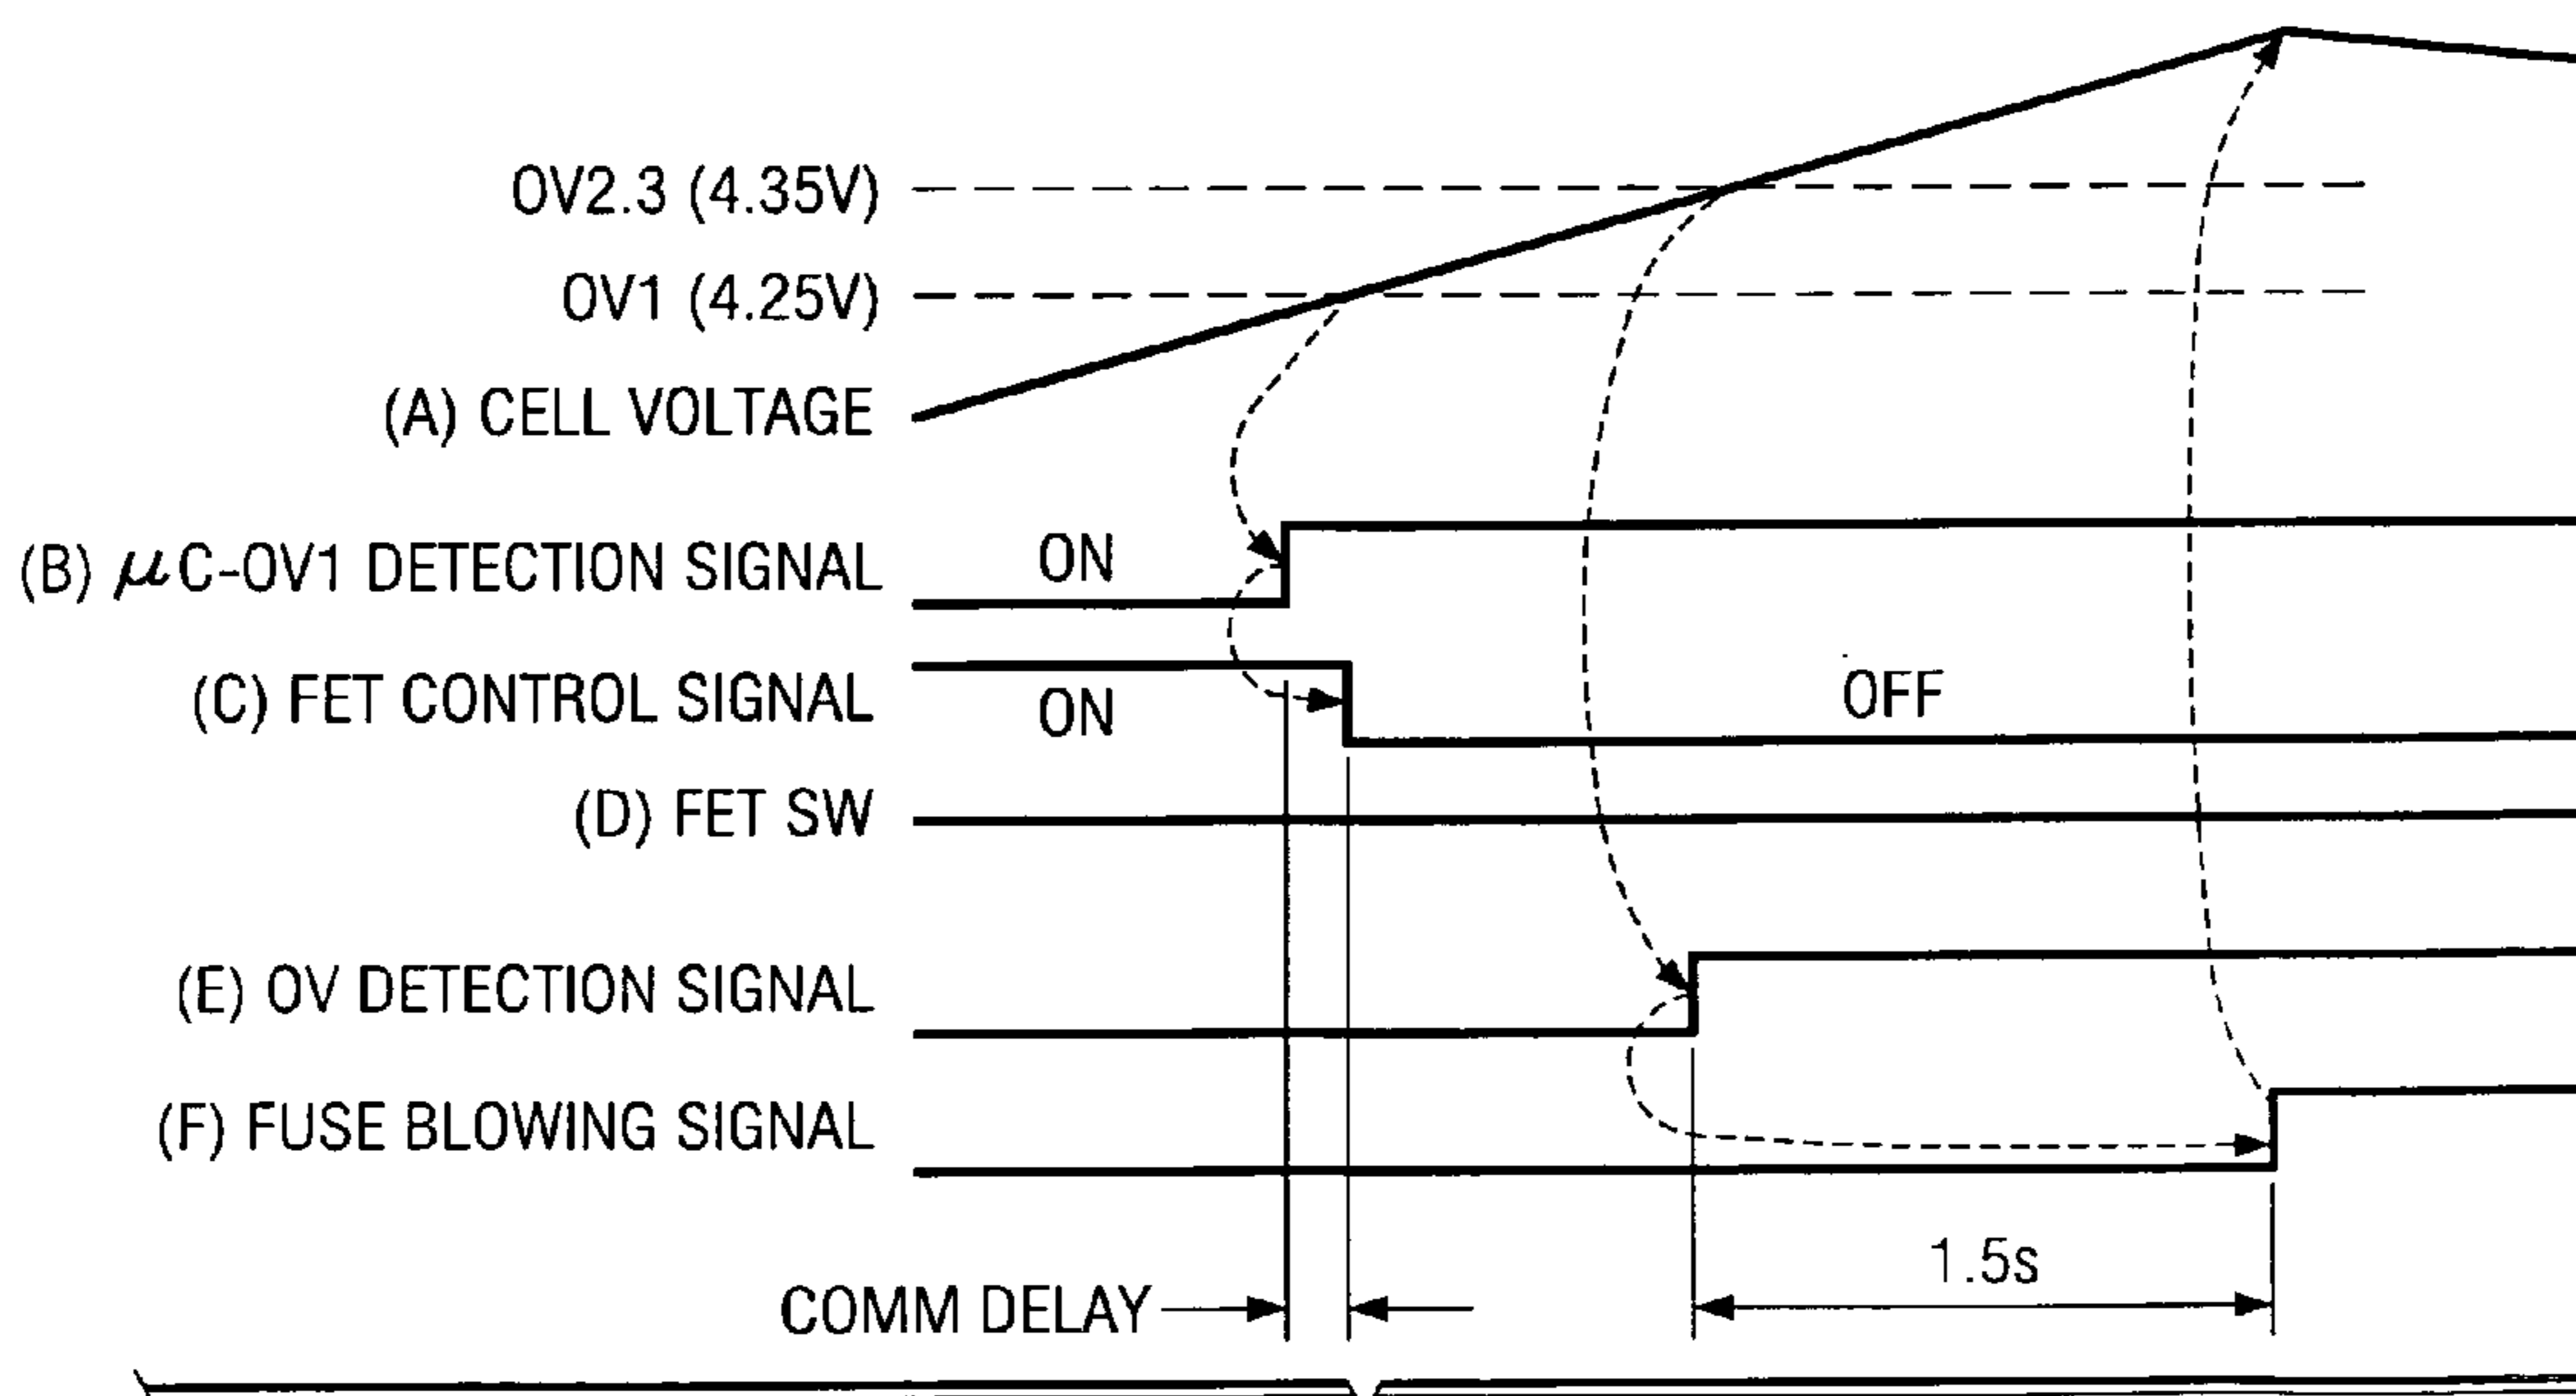 OV2.3 (4.35V)
OV1 (4.25V)
(A) CELL VOLTAGE
(B) μC-OV1 DETECTION SIGNAL
ON
(C) FET CONTROL SIGNAL
ON
OFF
(D) FET SW
(E) OV DETECTION SIGNAL
(F) FUSE BLOWING SIGNAL
1.5s
COMM DELAY